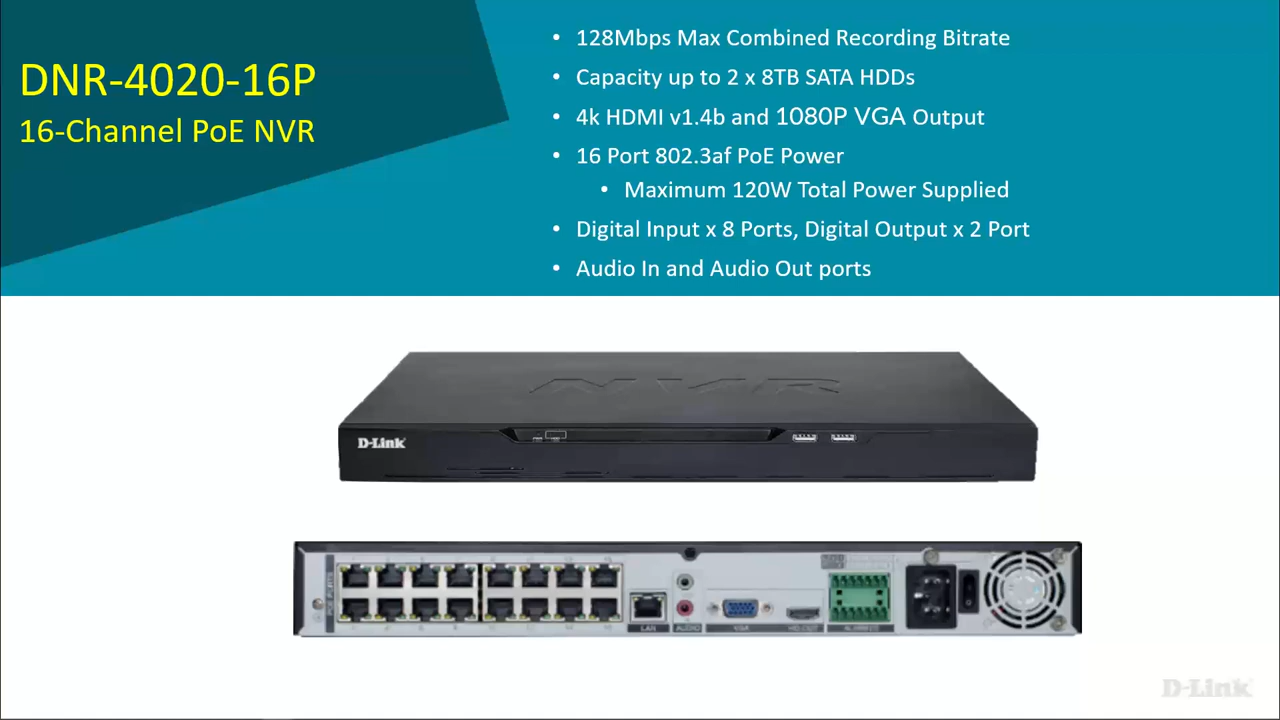 DNR-4020-16P
16-Channel PoE NVR
• 128Mbps Max Combined Recording Bitrate
• Capacity up to 2 x 8TB SATA HDDs
• 4k HDMI v1.4b and 1080P VGA Output
• 16 Port 802.3af PoE Power
• Maximum 120W Total Power Supplied
• Digital Input x 8 Ports, Digital Output x 2 Port
• Audio In and Audio Out ports
NVR
D-Link
POE PORTS
LAN
AUDIO
VGA
D-Link